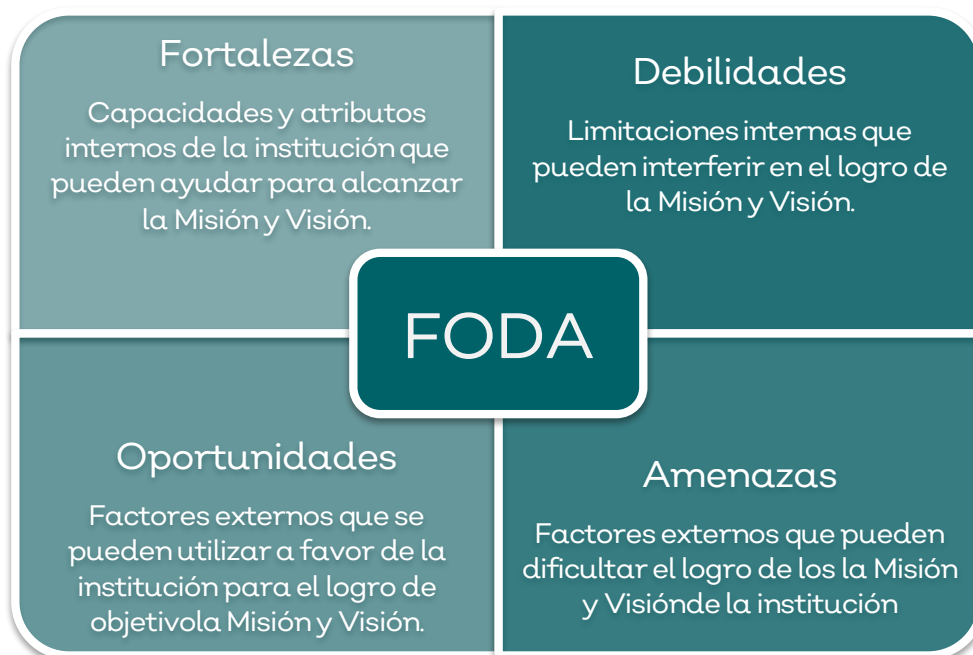 Fortalezas
Capacidades y atributos
internos de la institución que
pueden ayudar para alcanzar
la Misión y Visión.
Debilidades
Limitaciones internas que
pueden interferir en el logro de
la Misión y Visión.
FODA
Oportunidades
Factores externos que se
pueden utilizar a favor de la
institución para el logro de
objetivola Misión y Visión.
Amenazas
Factores externos que pueden
dificultar el logro de los la Misión
y Visiónde la institución